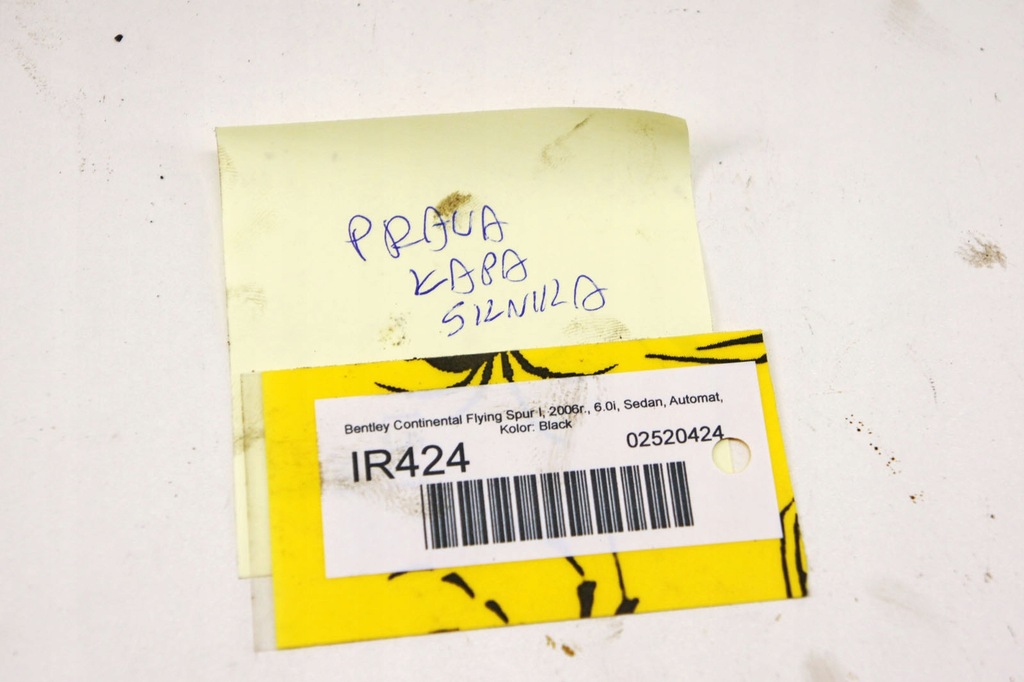 PRAWA
KAPA
SILNIKA
Bentley Continental Flying Spur I, 2006r., 6.0i, Sedan, Automat,
Kolor: Black
IR424
02520424